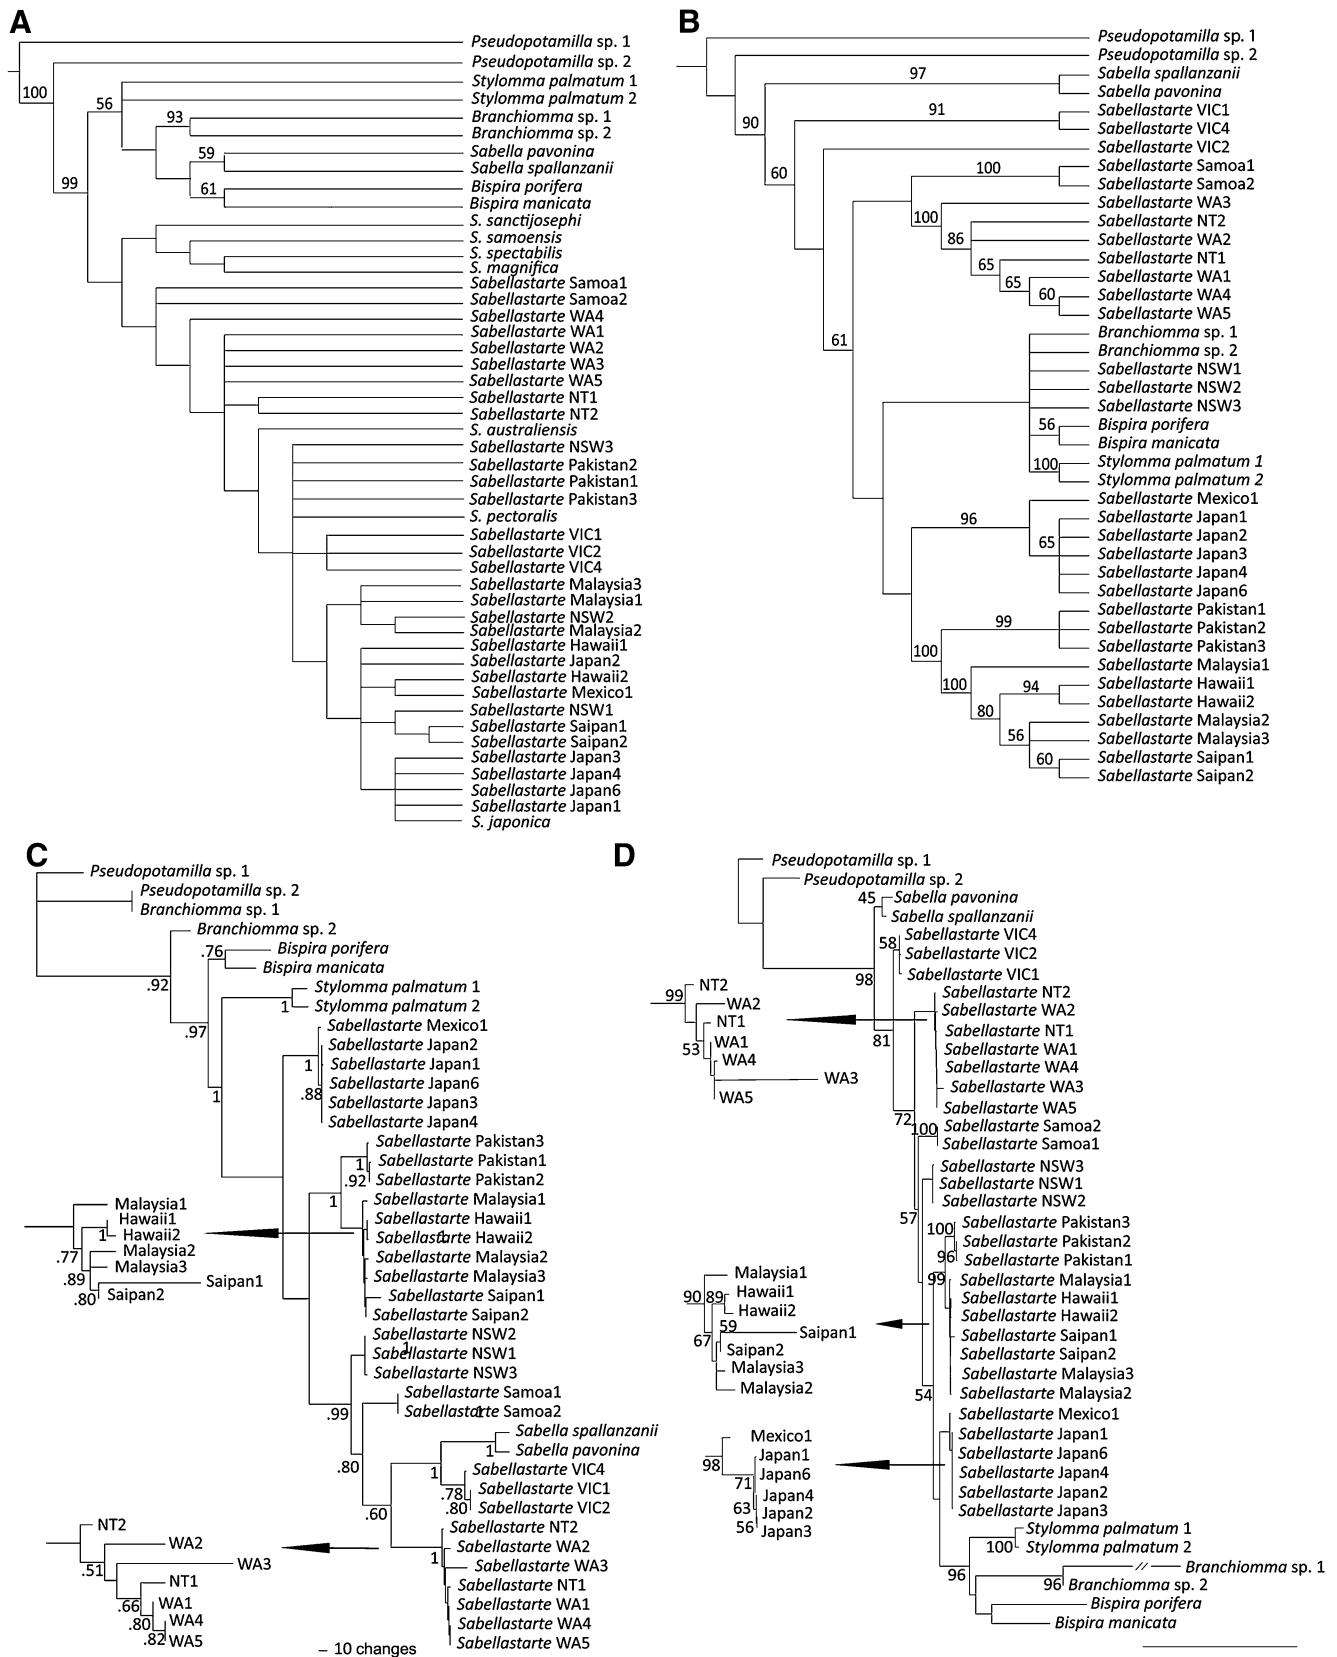 A
Pseudopotamilla sp. 1
Pseudopotamilla sp. 2
Stylomma palmatum 1
Stylomma palmatum 2
Branchiomma sp. 1
Branchiomma sp. 2
Sabella pavonina
Sabella spallanzanii
Bispira porifera
Bispira manicata
S. sanctijosephi
S. samoensis
S. spectabilis
S. magnifica
Sabellastarte Samoa1
Sabellastarte Samoa2
Sabellastarte WA4
Sabellastarte WA1
Sabellastarte WA2
Sabellastarte WA3
Sabellastarte WA5
Sabellastarte NT1
Sabellastarte NT2
S. australiensis
Sabellastarte NSW3
Sabellastarte Pakistan2
Sabellastarte Pakistan1
Sabellastarte Pakistan3
S. pectoralis
Sabellastarte VIC1
Sabellastarte VIC2
Sabellastarte VIC4
Sabellastarte Malaysia3
Sabellastarte Malaysia1
Sabellastarte NSW2
Sabellastarte Malaysia2
Sabellastarte Hawaii1
Sabellastarte Japan2
Sabellastarte Hawaii2
Sabellastarte Mexico1
Sabellastarte NSW1
Sabellastarte Saipan1
Sabellastarte Saipan2
Sabellastarte Japan3
Sabellastarte Japan4
Sabellastarte Japan6
Sabellastarte Japan1
S. japonica
100
56
93
59
99
61
B
Pseudopotamilla sp. 1
Pseudopotamilla sp. 2
Sabella spallanzanii
Sabella pavonina
Sabellastarte VIC1
Sabellastarte VIC4
Sabellastarte VIC2
Sabellastarte Samoa1
Sabellastarte Samoa2
Sabellastarte WA3
Sabellastarte NT2
Sabellastarte WA2
Sabellastarte NT1
Sabellastarte WA1
Sabellastarte WA4
Sabellastarte WA5
Branchiomma sp. 1
Branchiomma sp. 2
Sabellastarte NSW1
Sabellastarte NSW2
Sabellastarte NSW3
Bispira porifera
Bispira manicata
Stylomma palmatum 1
Stylomma palmatum 2
Sabellastarte Mexico1
Sabellastarte Japan1
Sabellastarte Japan2
Sabellastarte Japan3
Sabellastarte Japan4
Sabellastarte Japan6
Sabellastarte Pakistan1
Sabellastarte Pakistan2
Sabellastarte Pakistan3
Sabellastarte Malaysia1
Sabellastarte Hawaii1
Sabellastarte Hawaii2
Sabellastarte Malaysia2
Sabellastarte Malaysia3
Sabellastarte Saipan1
Sabellastarte Saipan2
97
91
90
60
100
100
86
65
65
60
61
56
100
96
65
99
100
100
94
80
56
60
C
Pseudopotamilla sp. 1
Pseudopotamilla sp. 2
Branchiomma sp. 1
Branchiomma sp. 2
Bispira porifera
Bispira manicata
Stylomma palmatum 1
Stylomma palmatum 2
Sabellastarte Mexico1
Sabellastarte Japan2
Sabellastarte Japan1
Sabellastarte Japan6
Sabellastarte Japan3
Sabellastarte Japan4
Sabellastarte Pakistan3
Sabellastarte Pakistan1
Sabellastarte Pakistan2
Sabellastarte Malaysia1
Sabellastarte Hawaii1
Sabellastarte Hawaii2
Sabellastarte Malaysia2
Sabellastarte Malaysia3
Sabellastarte Saipan1
Sabellastarte Saipan2
Sabellastarte NSW2
Sabellastarte NSW1
Sabellastarte NSW3
Sabellastarte Samoa1
Sabellastarte Samoa2
Sabella spallanzanii
Sabella pavonina
Sabellastarte VIC4
Sabellastarte VIC1
Sabellastarte VIC2
Sabellastarte NT2
Sabellastarte WA2
Sabellastarte WA3
Sabellastarte NT1
Sabellastarte WA1
Sabellastarte WA4
Sabellastarte WA5
.76
.92
1
.97
1
.88
1
1
.92
1
1
1
.99
1
.80
1
1
.78
.80
.60
1
Malaysia1
Hawaii1
Hawaii2
Malaysia2
Malaysia3
Saipan1
Saipan2
1
.77
.89
.80
NT2
WA2
WA3
NT1
WA1
WA4
WA5
.51
.66
.80
.82
– 10 changes
D
Pseudopotamilla sp. 1
Pseudopotamilla sp. 2
Sabella pavonina
Sabella spallanzanii
Sabellastarte VIC4
Sabellastarte VIC2
Sabellastarte VIC1
Sabellastarte NT2
Sabellastarte WA2
Sabellastarte NT1
Sabellastarte WA1
Sabellastarte WA4
Sabellastarte WA3
Sabellastarte WA5
Sabellastarte Samoa2
Sabellastarte Samoa1
Sabellastarte NSW3
Sabellastarte NSW1
Sabellastarte NSW2
Sabellastarte Pakistan3
Sabellastarte Pakistan2
Sabellastarte Pakistan1
Sabellastarte Malaysia1
Sabellastarte Hawaii1
Sabellastarte Hawaii2
Sabellastarte Saipan1
Sabellastarte Saipan2
Sabellastarte Malaysia3
Sabellastarte Malaysia2
Sabellastarte Mexico1
Sabellastarte Japan1
Sabellastarte Japan6
Sabellastarte Japan4
Sabellastarte Japan2
Sabellastarte Japan3
Stylomma palmatum 1
Stylomma palmatum 2
Branchiomma sp. 1
Branchiomma sp. 2
Bispira porifera
Bispira manicata
45
58
98
81
72
100
57
100
96
99
54
100
96
96
NT2
WA2
NT1
WA1
WA4
WA3
WA5
99
53
Malaysia1
Hawaii1
Hawaii2
Saipan1
Saipan2
Malaysia3
Malaysia2
90
89
59
67
Mexico1
Japan1
Japan6
Japan4
Japan2
Japan3
98
71
63
56